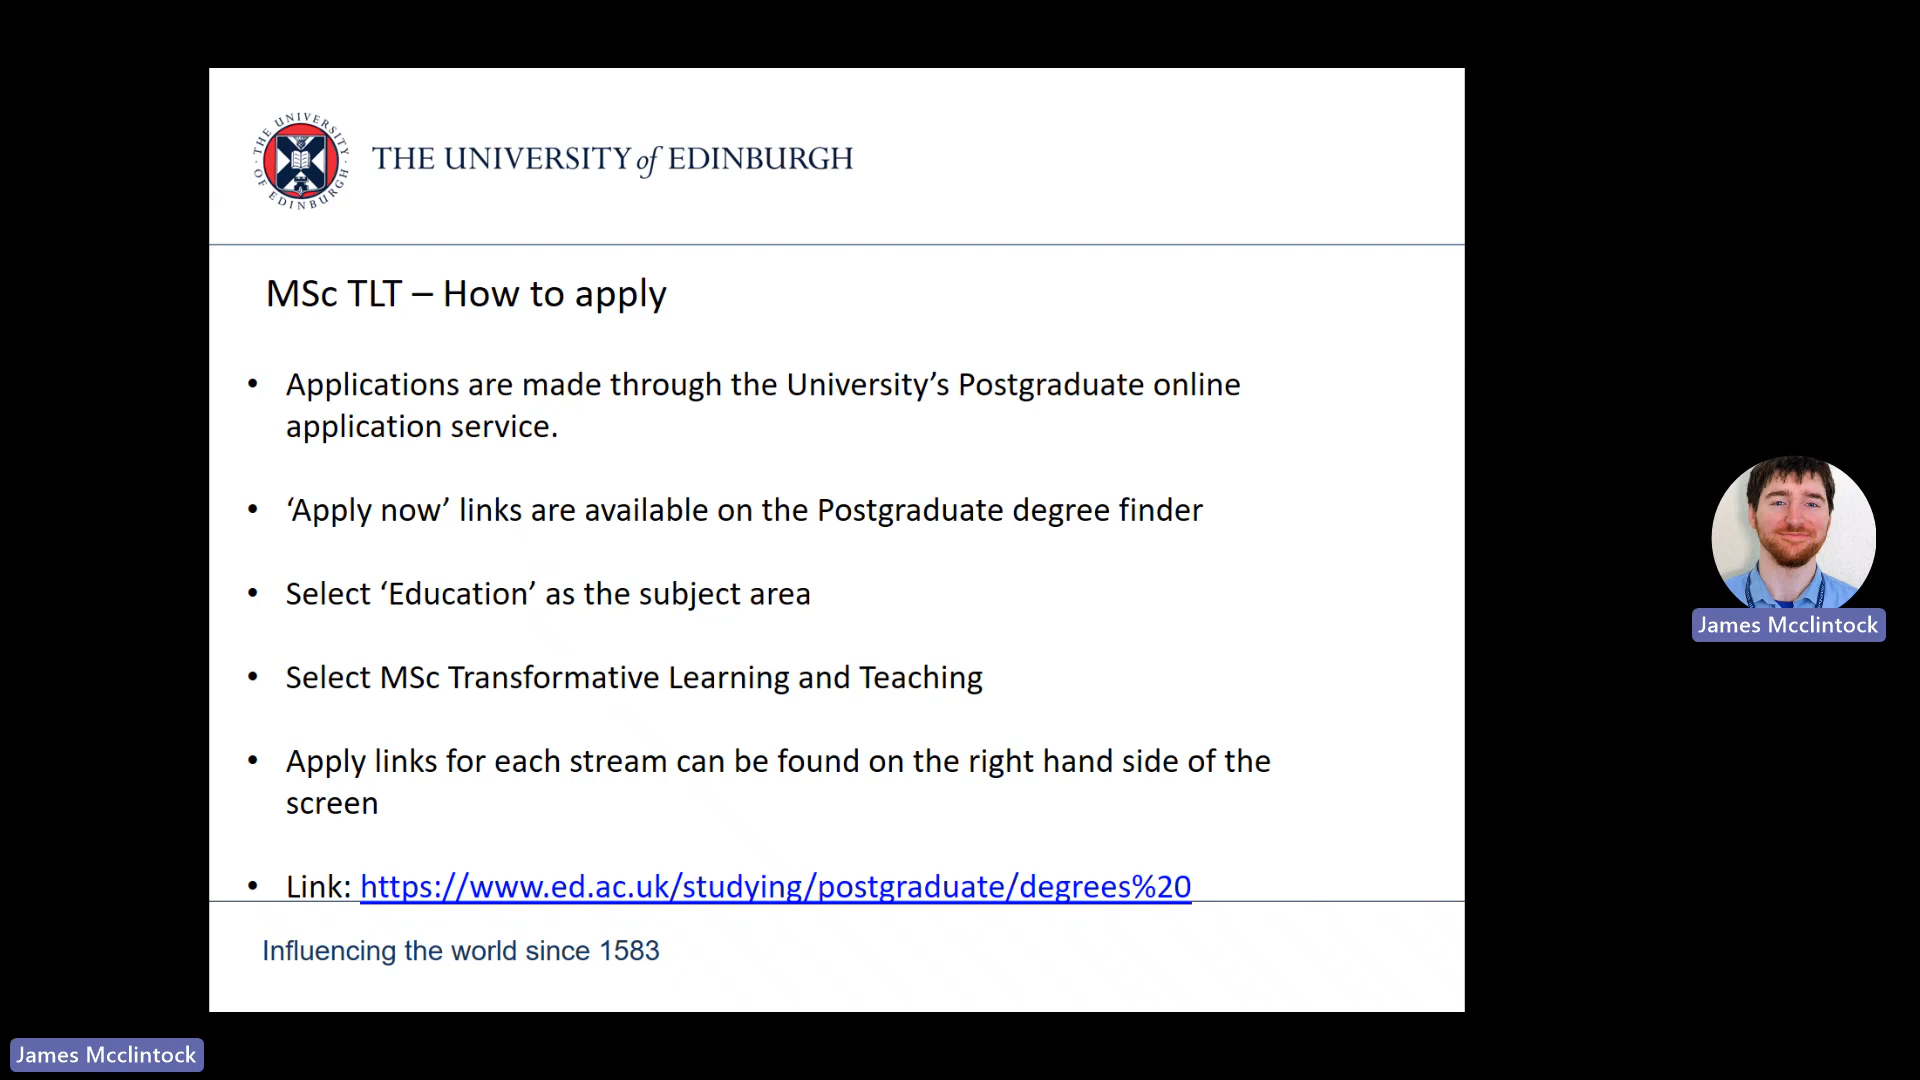 THE UNIVERSITY OF EDINBURGH
THE UNIVERSITY of EDINBURGH
MSc TLT – How to apply
• Applications are made through the University’s Postgraduate online
application service.
• ‘Apply now’ links are available on the Postgraduate degree finder
• Select ‘Education’ as the subject area
• Select MSc Transformative Learning and Teaching
• Apply links for each stream can be found on the right hand side of the
screen
• Link: https://www.ed.ac.uk/studying/postgraduate/degrees%20
Influencing the world since 1583
James Mcclintock
James Mcclintock